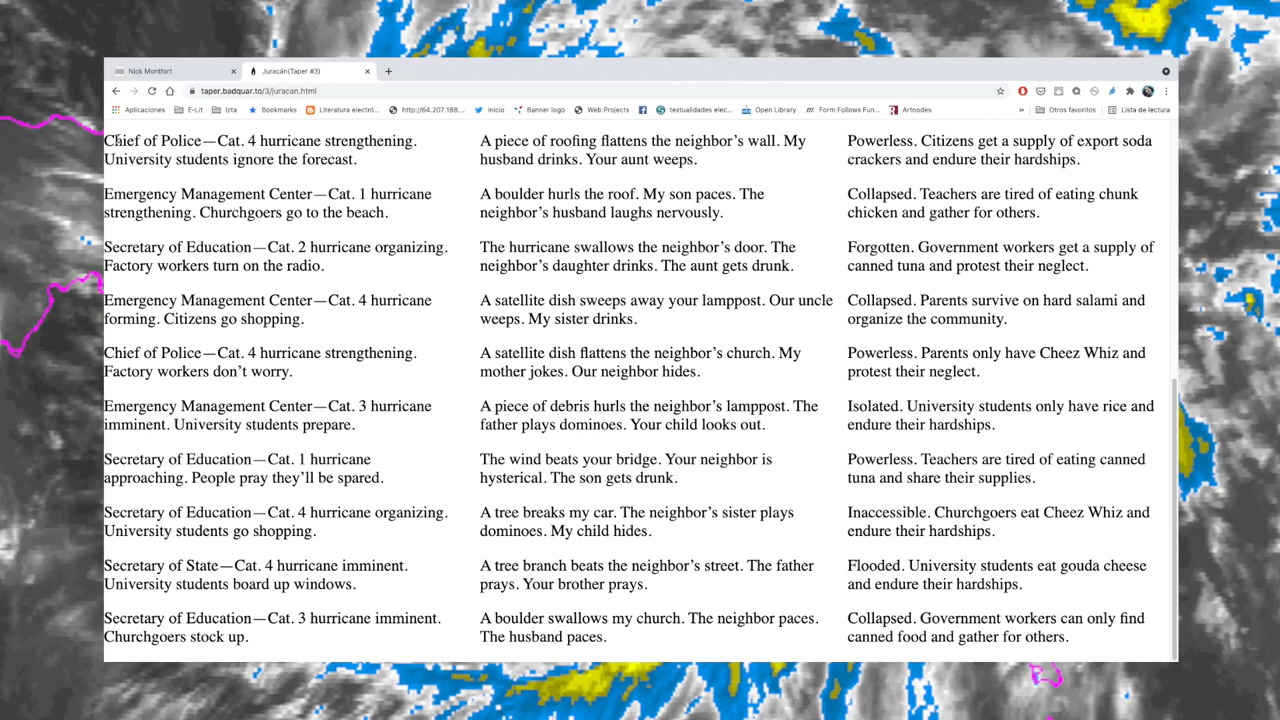 Nick Montfort
Juracán(Taper #3)
taper.badquar.to/3/juracan.html
Aplicaciones
E-Lit
Izta
Bookmarks
Literatura electró...
http://64.207.188....
Inicio
Banner logo
Web Projects
textualidades elec...
Open Library
Form Follows Fun...
Artnodes
»
Otros favoritos
Lista de lectura
Chief of Police—Cat. 4 hurricane strengthening.
University students ignore the forecast.
A piece of roofing flattens the neighbor’s wall. My
husband drinks. Your aunt weeps.
Powerless. Citizens get a supply of export soda
crackers and endure their hardships.
Emergency Management Center—Cat. 1 hurricane
strengthening. Churchgoers go to the beach.
A boulder hurls the roof. My son paces. The
neighbor’s husband laughs nervously.
Collapsed. Teachers are tired of eating chunk
chicken and gather for others.
Secretary of Education—Cat. 2 hurricane organizing.
Factory workers turn on the radio.
The hurricane swallows the neighbor’s door. The
neighbor’s daughter drinks. The aunt gets drunk.
Forgotten. Government workers get a supply of
canned tuna and protest their neglect.
Emergency Management Center—Cat. 4 hurricane
forming. Citizens go shopping.
A satellite dish sweeps away your lamppost. Our uncle
weeps. My sister drinks.
Collapsed. Parents survive on hard salami and
organize the community.
Chief of Police—Cat. 4 hurricane strengthening.
Factory workers don’t worry.
A satellite dish flattens the neighbor’s church. My
mother jokes. Our neighbor hides.
Powerless. Parents only have Cheez Whiz and
protest their neglect.
Emergency Management Center—Cat. 3 hurricane
imminent. University students prepare.
A piece of debris hurls the neighbor’s lamppost. The
father plays dominoes. Your child looks out.
Isolated. University students only have rice and
endure their hardships.
Secretary of Education—Cat. 1 hurricane
approaching. People pray they’ll be spared.
The wind beats your bridge. Your neighbor is
hysterical. The son gets drunk.
Powerless. Teachers are tired of eating canned
tuna and share their supplies.
Secretary of Education—Cat. 4 hurricane organizing.
University students go shopping.
A tree breaks my car. The neighbor’s sister plays
dominoes. My child hides.
Inaccessible. Churchgoers eat Cheez Whiz and
endure their hardships.
Secretary of State—Cat. 4 hurricane imminent.
University students board up windows.
A tree branch beats the neighbor’s street. The father
prays. Your brother prays.
Flooded. University students eat gouda cheese
and endure their hardships.
Secretary of Education—Cat. 3 hurricane imminent.
Churchgoers stock up.
A boulder swallows my church. The neighbor paces.
The husband paces.
Collapsed. Government workers can only find
canned food and gather for others.